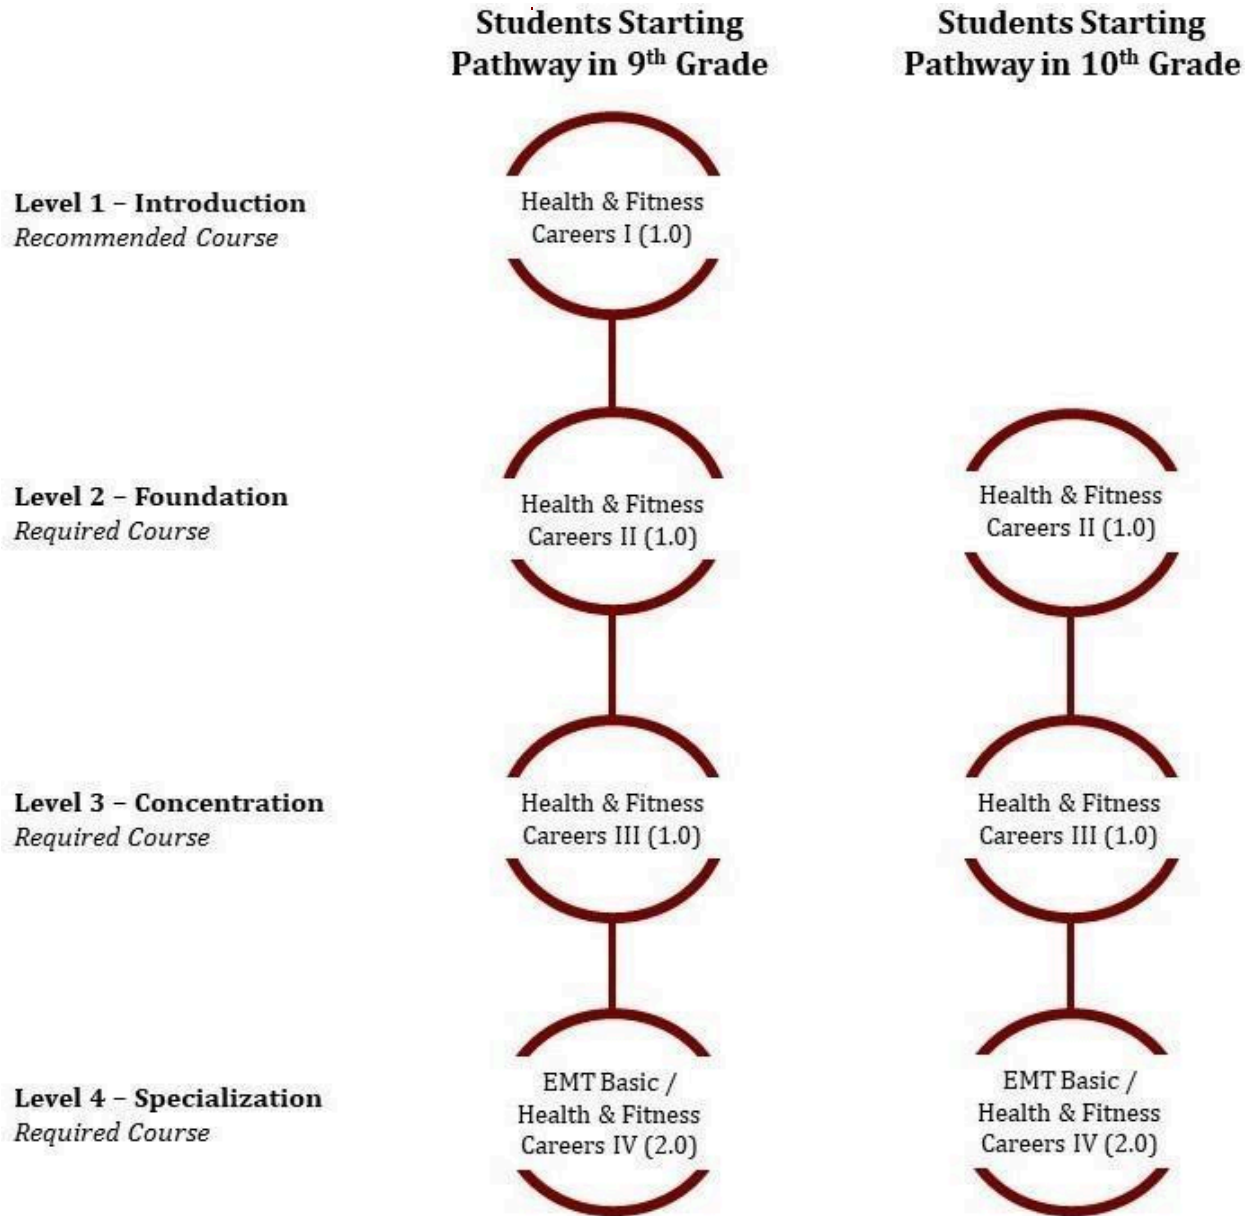 Students Starting
Pathway in 9th Grade
Students Starting
Pathway in 10th Grade
Level 1 – Introduction
Recommended Course
Health & Fitness
Careers I (1.0)
Level 2 – Foundation
Required Course
Health & Fitness
Careers II (1.0)
Health & Fitness
Careers II (1.0)
Level 3 – Concentration
Required Course
Health & Fitness
Careers III (1.0)
Health & Fitness
Careers III (1.0)
Level 4 – Specialization
Required Course
EMT Basic /
Health & Fitness
Careers IV (2.0)
EMT Basic /
Health & Fitness
Careers IV (2.0)